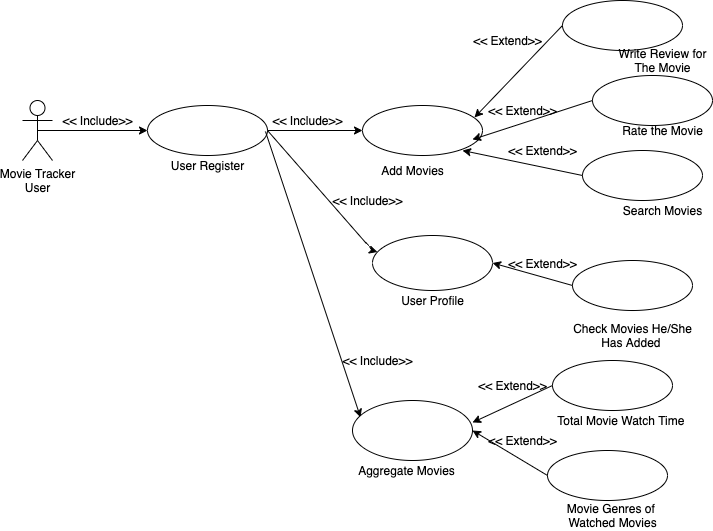 << Extend>>
Write Review for
The Movie
<< Include>>
<< Include>>
<< Extend>>
Rate the Movie
Movie Tracker
User
User Register
Add Movies
<< Extend>>
Search Movies
<< Include>>
User Profile
<< Extend>>
Check Movies He/She
Has Added
<< Include>>
<< Extend>>
Total Movie Watch Time
Aggregate Movies
<< Extend>>
Movie Genres of
Watched Movies